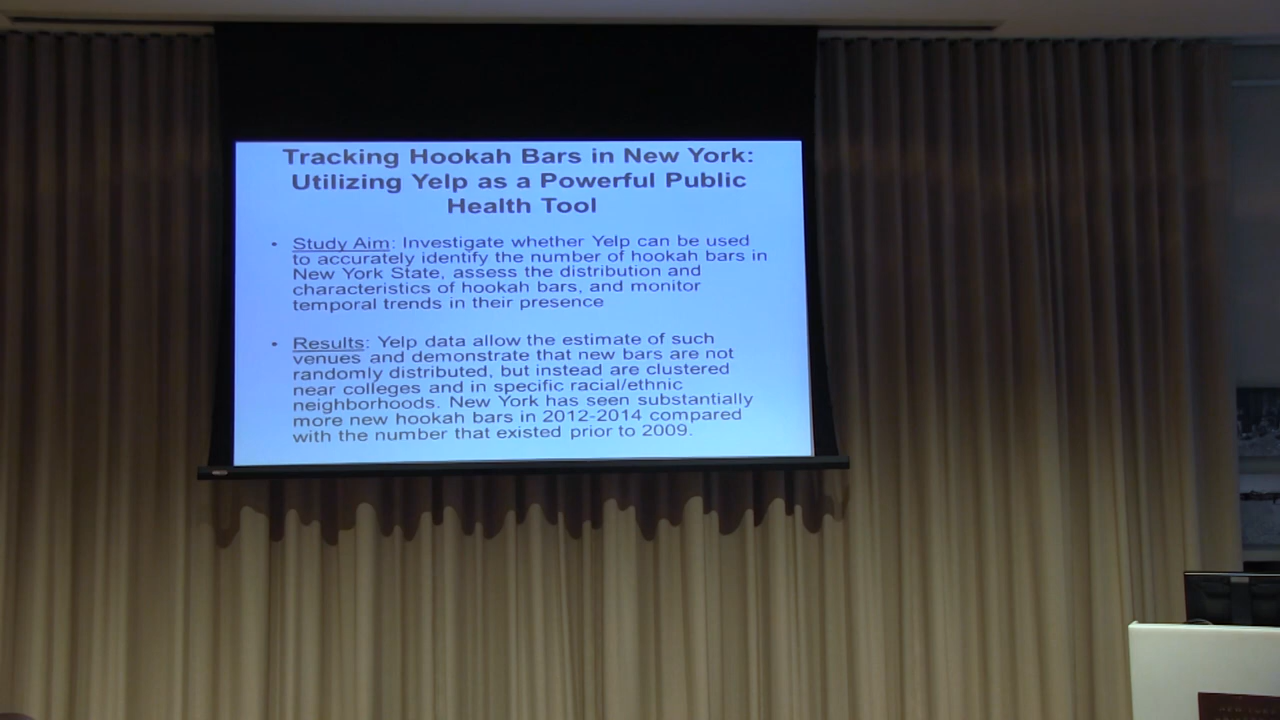 Tracking Hookah Bars in New York:
Utilizing Yelp as a Powerful Public
Health Tool
• Study Aim: Investigate whether Yelp can be used
to accurately identify the number of hookah bars in
New York State, assess the distribution and
characteristics of hookah bars, and monitor
temporal trends in their presence
• Results: Yelp data allow the estimate of such
venues and demonstrate that new bars are not
randomly distributed, but instead are clustered
near colleges and in specific racial/ethnic
neighborhoods. New York has seen substantially
more new hookah bars in 2012-2014 compared
with the number that existed prior to 2009.